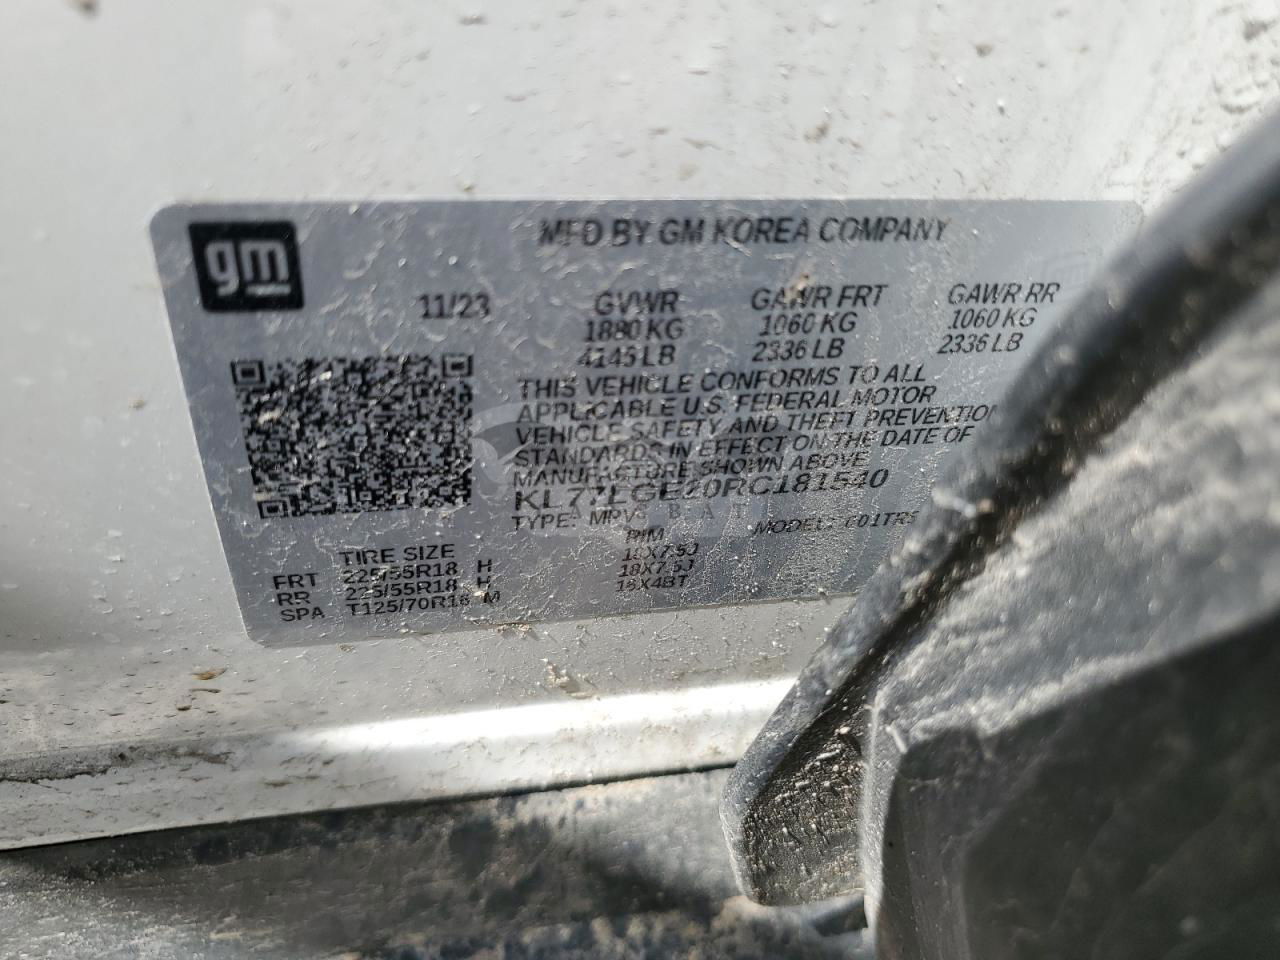 gm
MFD BY GM KOREA COMPANY
11/23
GVWR GAWR FRT GAWR RR
1880 KG 1060 KG 1060 KG
4145 LB 2336 LB 2336 LB
THIS VEHICLE CONFORMS TO ALL
APPLICABLE U.S. FEDERAL MOTOR
VEHICLE SAFETY AND THEFT PREVENTION
STANDARDS IN EFFECT ON THE DATE OF
MANUFACTURE SHOWN ABOVE
KL77LGE20RC181540
TYPE: MPV MODEL:
TIRE SIZE RIM
FRT 225/55R18 H 18X7.5J
RR 225/55R18 H 18X7.5J
SPA T125/70R16 M 16X4BT